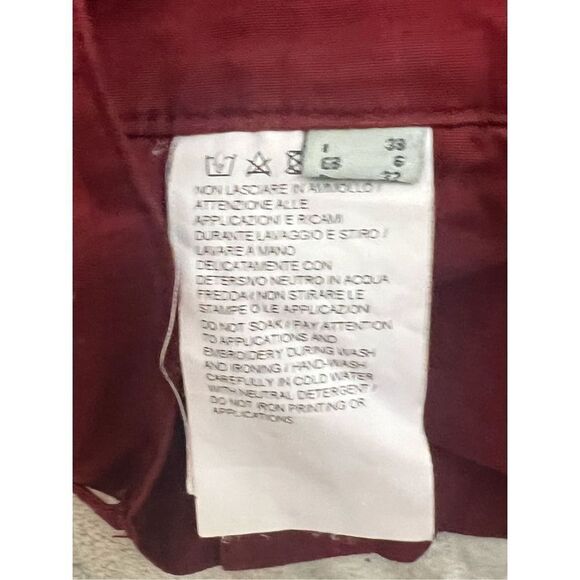 I 38
GB 6
32
NON LASCIARE IN AMMOLLO /
ATTENZIONE ALLE
APPLICAZIONI E RICAMI
DURANTE LAVAGGIO E STIRO /
LAVARE A MANO
DELICATAMENTE CON
DETERSIVO NEUTRO IN ACQUA
FREDDA / NON STIRARE LE
STAMPE O LE APPLICAZIONI
DO NOT SOAK / PAY ATTENTION
TO APPLICATIONS AND
EMBROIDERY DURING WASH
AND IRONING / HAND-WASH
CAREFULLY IN COLD WATER
WITH NEUTRAL DETERGENT /
DO NOT IRON PRINTING OR
APPLICATIONS